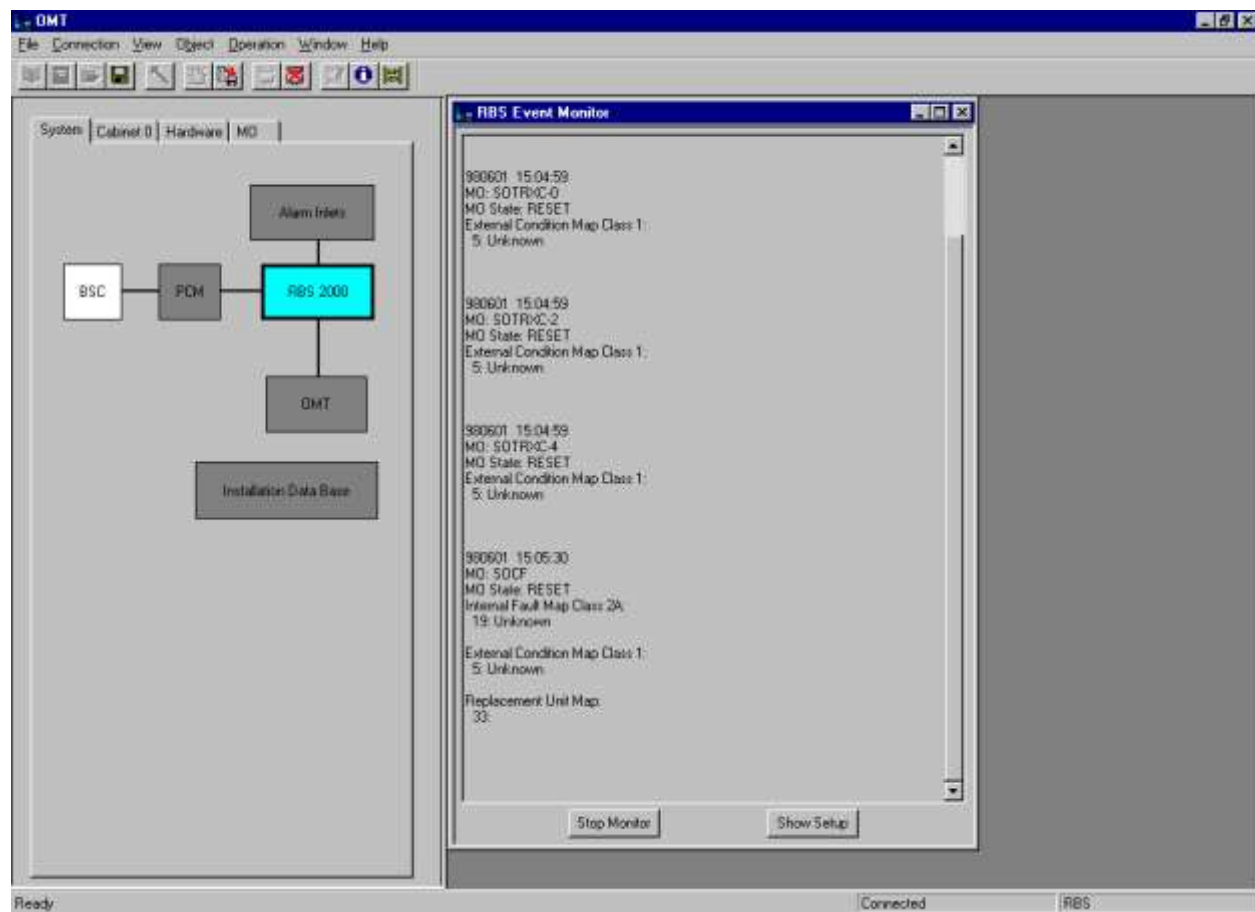 OMT
File Connection View Object Operation Window Help
System Cabinet 0 Hardware MO
Alarm Inlets
BSC PCM RBS 2000
OMT
Installation Data Base
RBS Event Monitor
980601 15:04:59
MO: SOTRXC-0
MO State: RESET
External Condition Map Class 1:
5: Unknown
980601 15:04:59
MO: SOTRXC-2
MO State: RESET
External Condition Map Class 1:
5: Unknown
980601 15:04:59
MO: SOTRXC-4
MO State: RESET
External Condition Map Class 1:
5: Unknown
980601 15:05:30
MO: SOCF
MO State: RESET
Internal Fault Map Class 2A:
19: Unknown
External Condition Map Class 1:
5: Unknown
Replacement Unit Map:
33:
Stop Monitor Show Setup
Ready Connected RBS